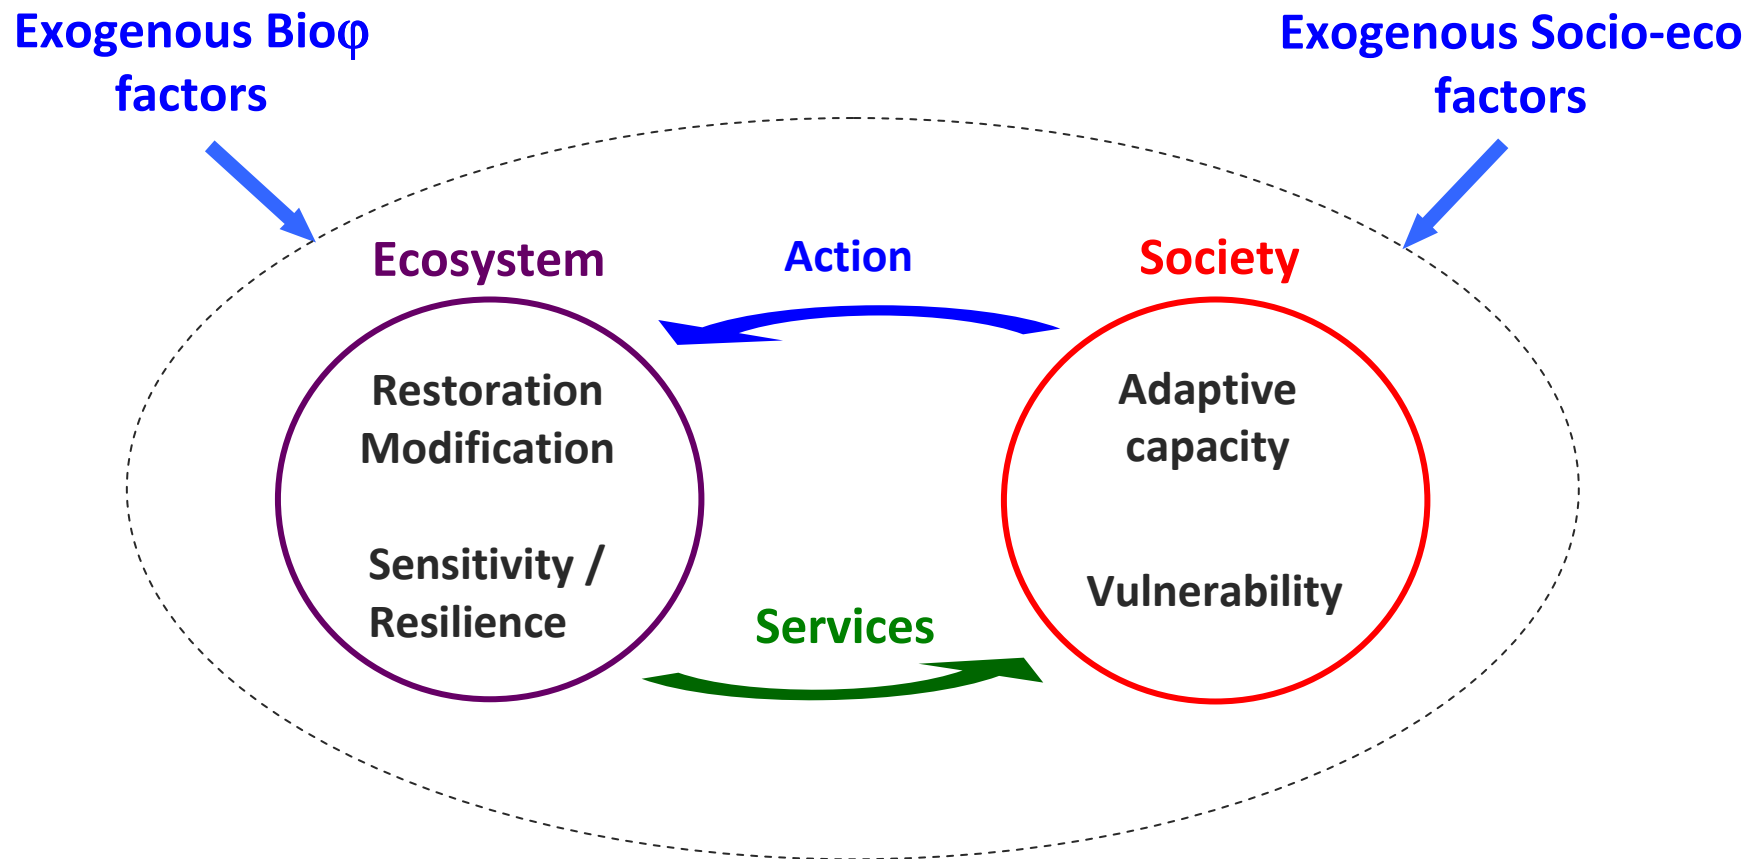 Exogenous Bioφ
factors
Exogenous Socio-eco
factors
Ecosystem
Action
Society
Restoration
Modification
Sensitivity /
Resilience
Adaptive
capacity
Vulnerability
Services